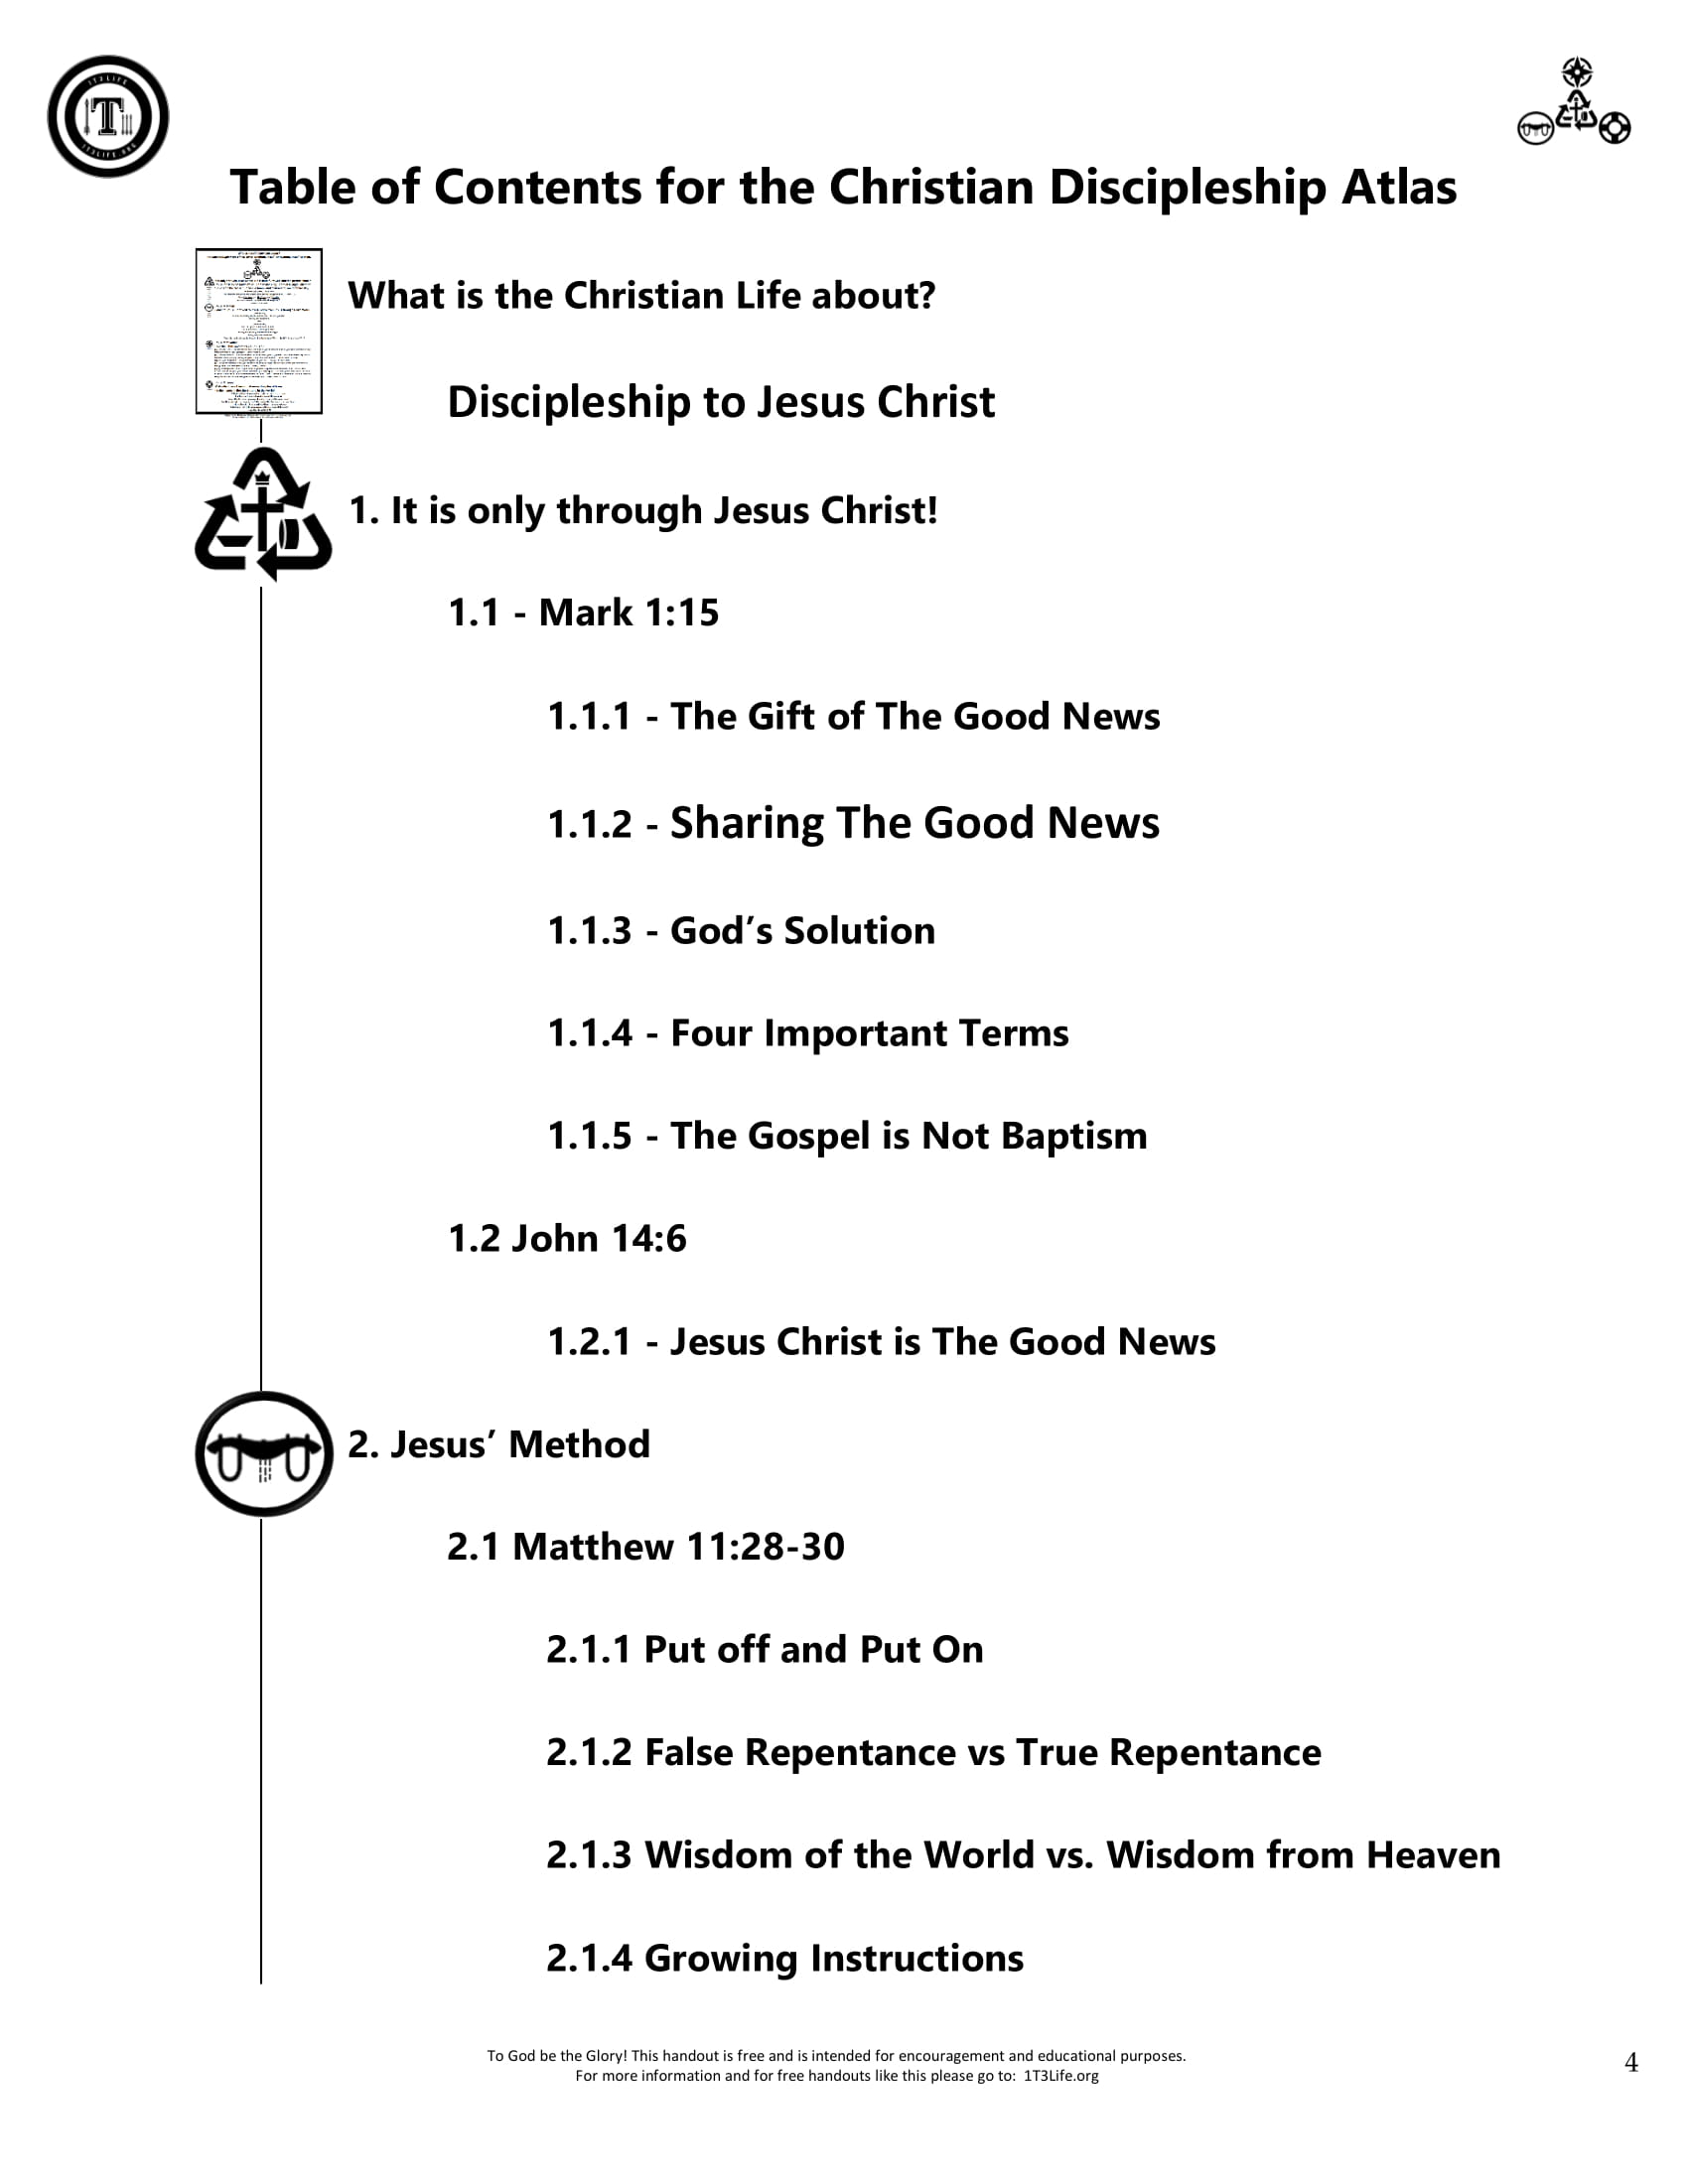 1T3LIFE
T
1T3LIFE.ORG
Table of Contents for the Christian Discipleship Atlas
What is the Christian Life about?
Discipleship to Jesus Christ
1. It is only through Jesus Christ!
1.1 - Mark 1:15
1.1.1 - The Gift of The Good News
1.1.2 - Sharing The Good News
1.1.3 - God’s Solution
1.1.4 - Four Important Terms
1.1.5 - The Gospel is Not Baptism
1.2 John 14:6
1.2.1 - Jesus Christ is The Good News
2. Jesus’ Method
2.1 Matthew 11:28-30
2.1.1 Put off and Put On
2.1.2 False Repentance vs True Repentance
2.1.3 Wisdom of the World vs. Wisdom from Heaven
2.1.4 Growing Instructions
To God be the Glory! This handout is free and is intended for encouragement and educational purposes.
For more information and for free handouts like this please go to: 1T3Life.org
4